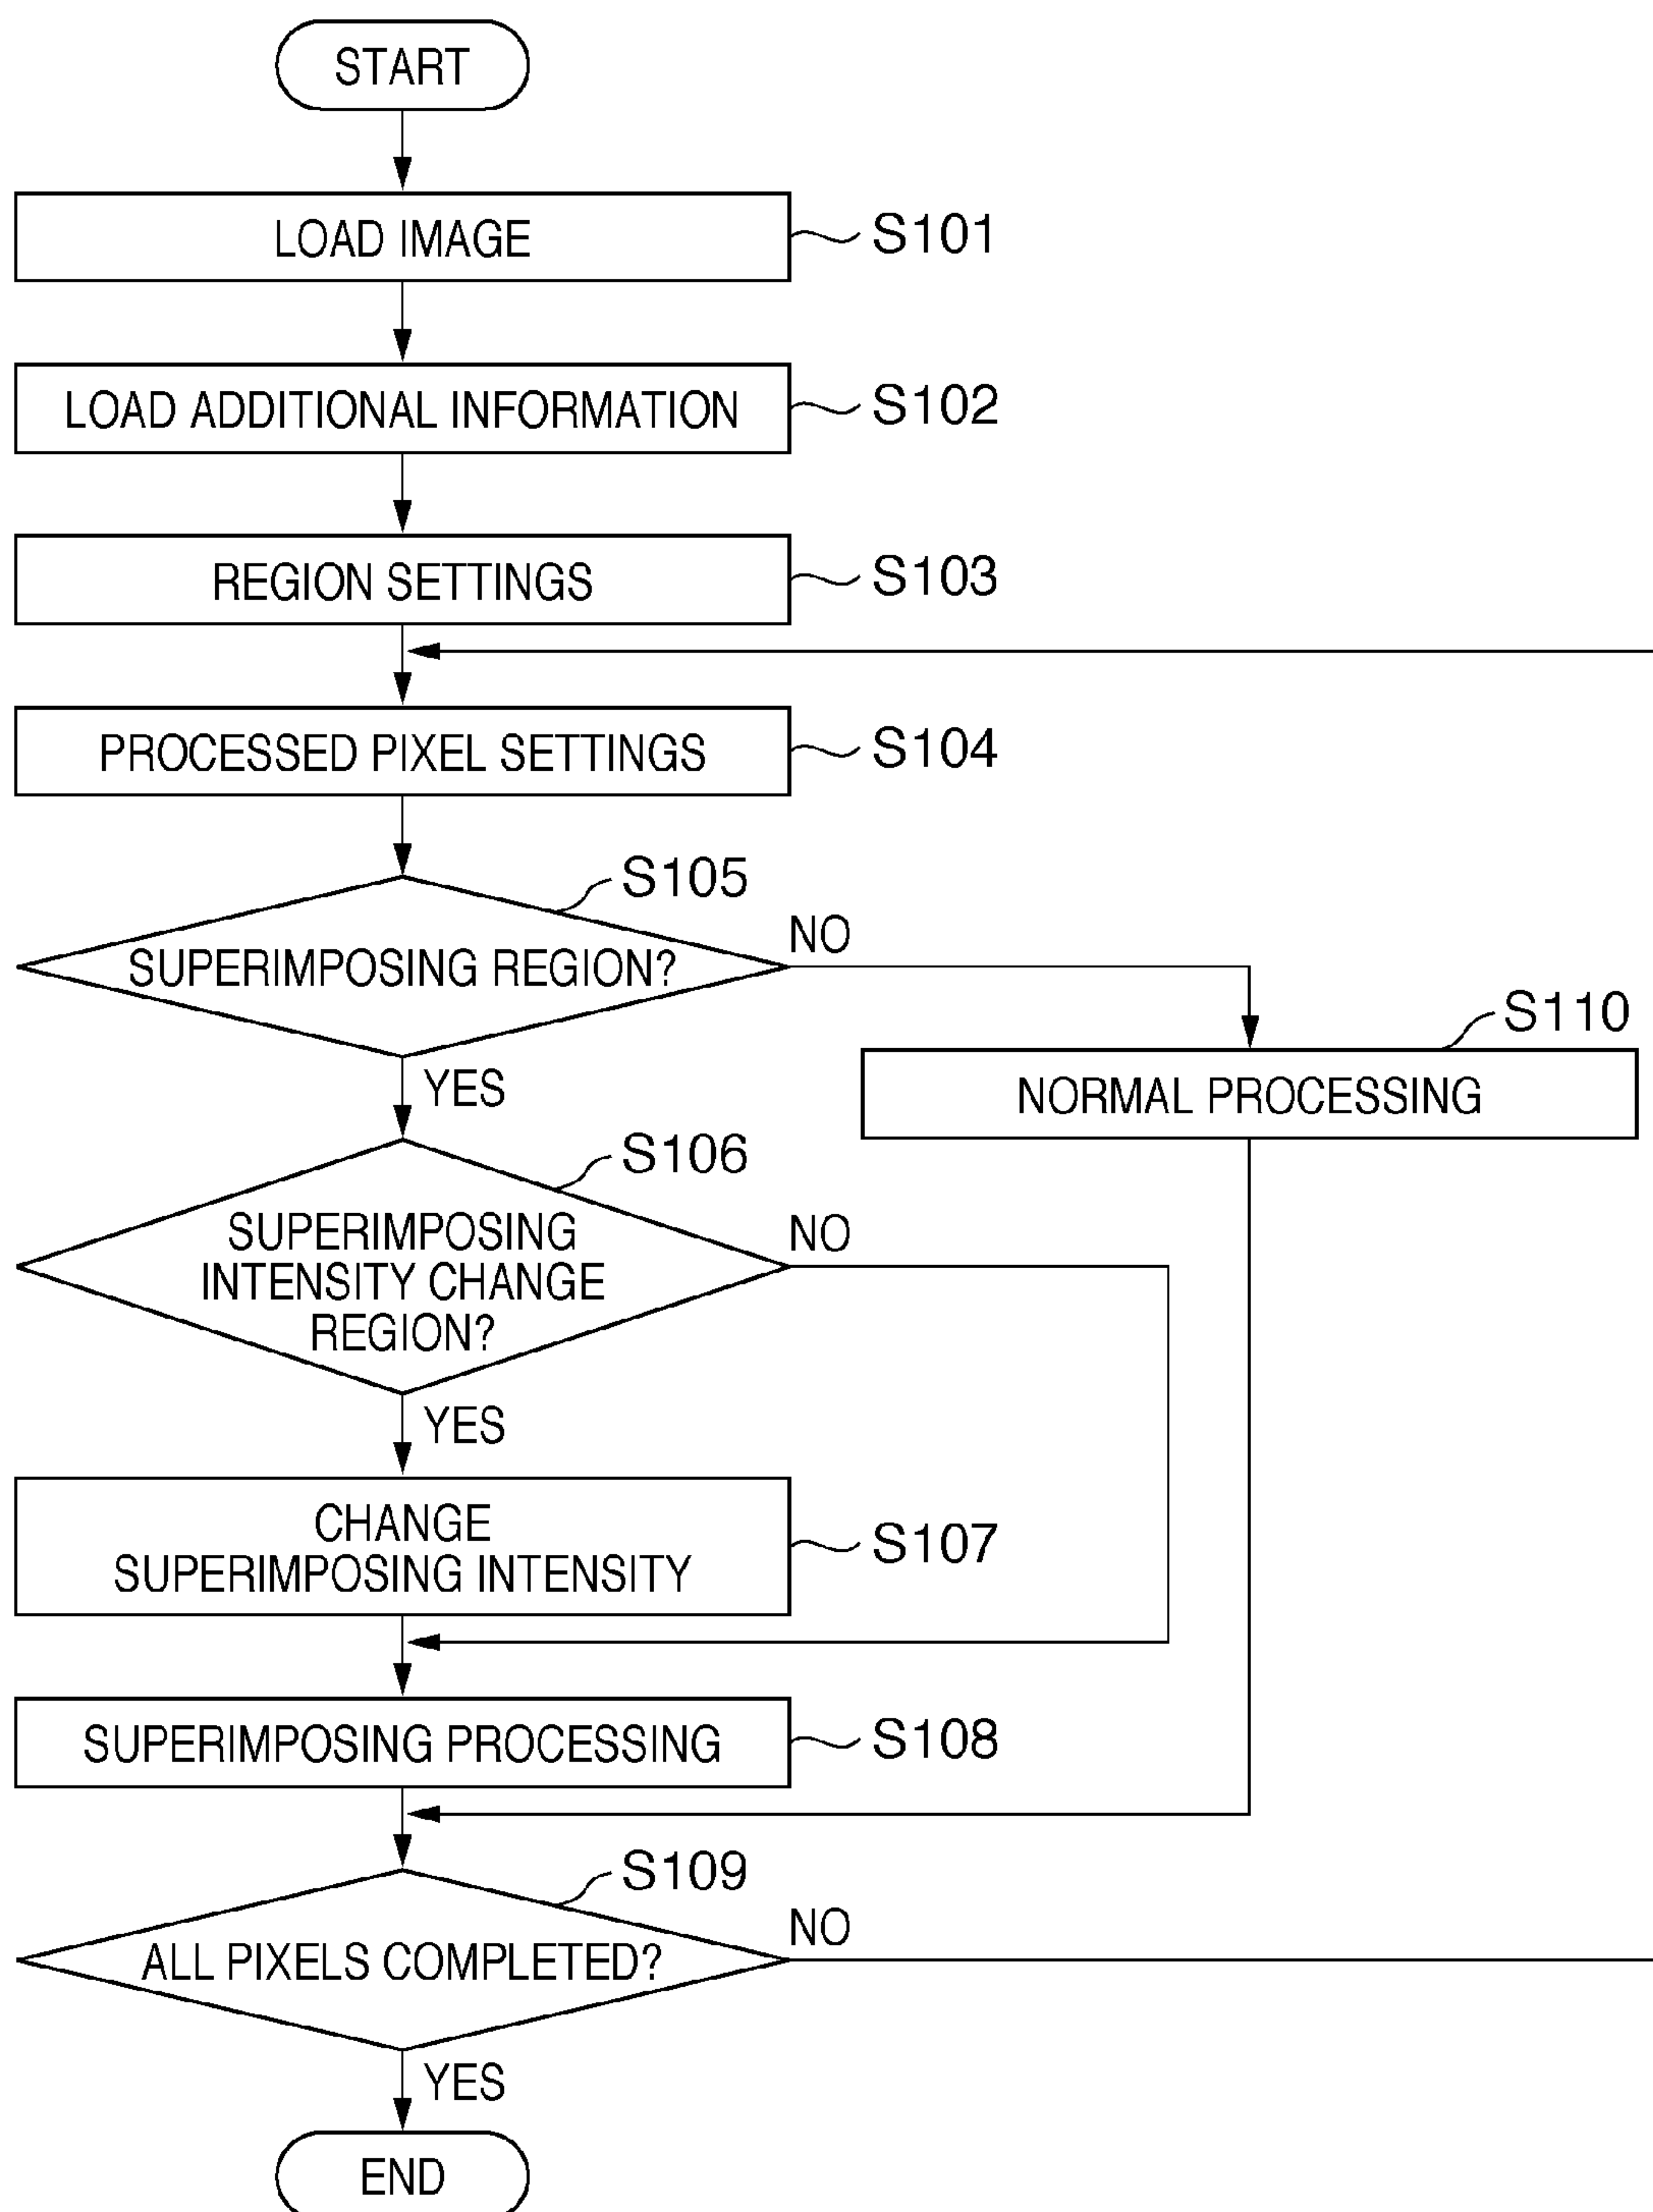 START
LOAD IMAGE
S101
LOAD ADDITIONAL INFORMATION
S102
REGION SETTINGS
S103
PROCESSED PIXEL SETTINGS
S104
S105
SUPERIMPOSING REGION?
NO
YES
S110
NORMAL PROCESSING
S106
SUPERIMPOSING
INTENSITY CHANGE
REGION?
NO
YES
CHANGE
SUPERIMPOSING INTENSITY
S107
SUPERIMPOSING PROCESSING
S108
S109
ALL PIXELS COMPLETED?
NO
YES
END